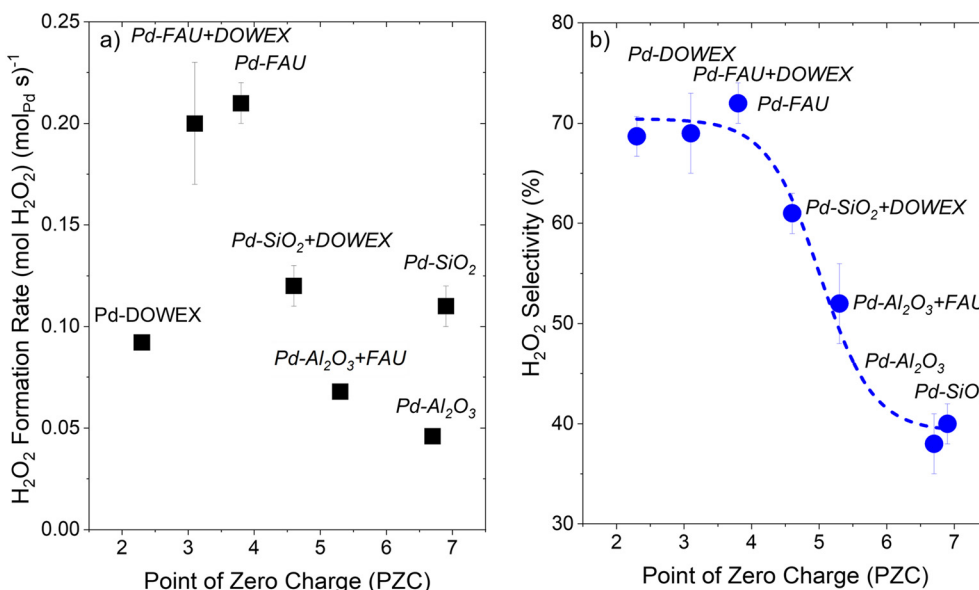 a)
Pd-FAU+DOWEX
Pd-FAU
Pd-SiO₂+DOWEX
Pd-SiO₂
Pd-DOWEX
Pd-Al₂O₃+FAU
Pd-Al₂O₃
H₂O₂ Formation Rate (mol H₂O₂) (mol_Pd s)⁻¹
0.25
0.20
0.15
0.10
0.05
0.00
2 3 4 5 6 7
Point of Zero Charge (PZC)
b)
Pd-DOWEX
Pd-FAU+DOWEX
Pd-FAU
Pd-SiO₂+DOWEX
Pd-Al₂O₃+FAU
Pd-Al₂O₃
Pd-SiO
H₂O₂ Selectivity (%)
80
70
60
50
40
30
2 3 4 5 6 7
Point of Zero Charge (PZC)